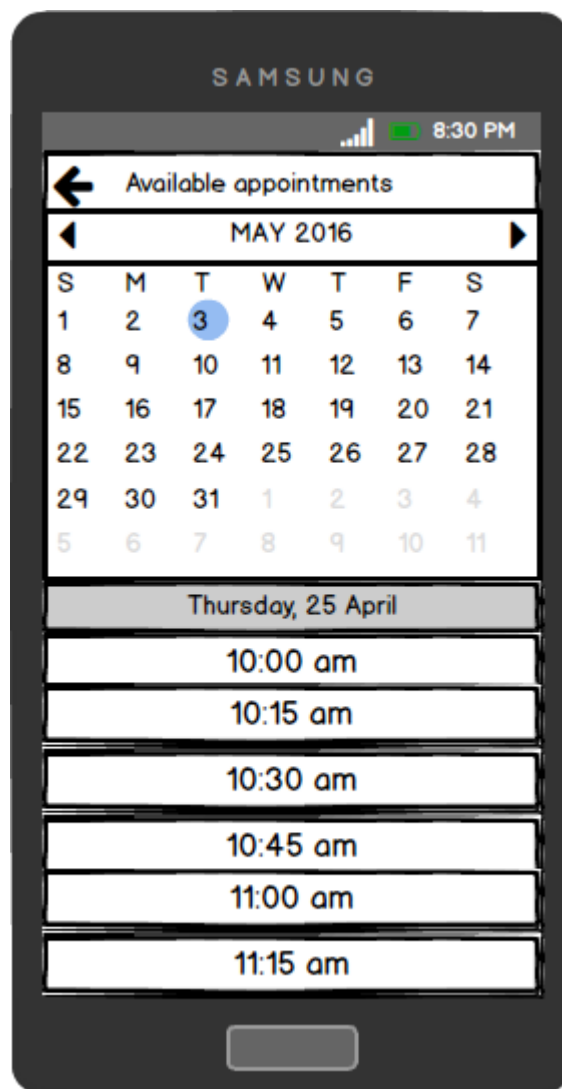 SAMSUNG
8:30 PM
Available appointments
MAY 2016
S M T W T F S
1 2 3 4 5 6 7
8 9 10 11 12 13 14
15 16 17 18 19 20 21
22 23 24 25 26 27 28
29 30 31 1 2 3 4
5 6 7 8 9 10 11
Thursday, 25 April
10:00 am
10:15 am
10:30 am
10:45 am
11:00 am
11:15 am